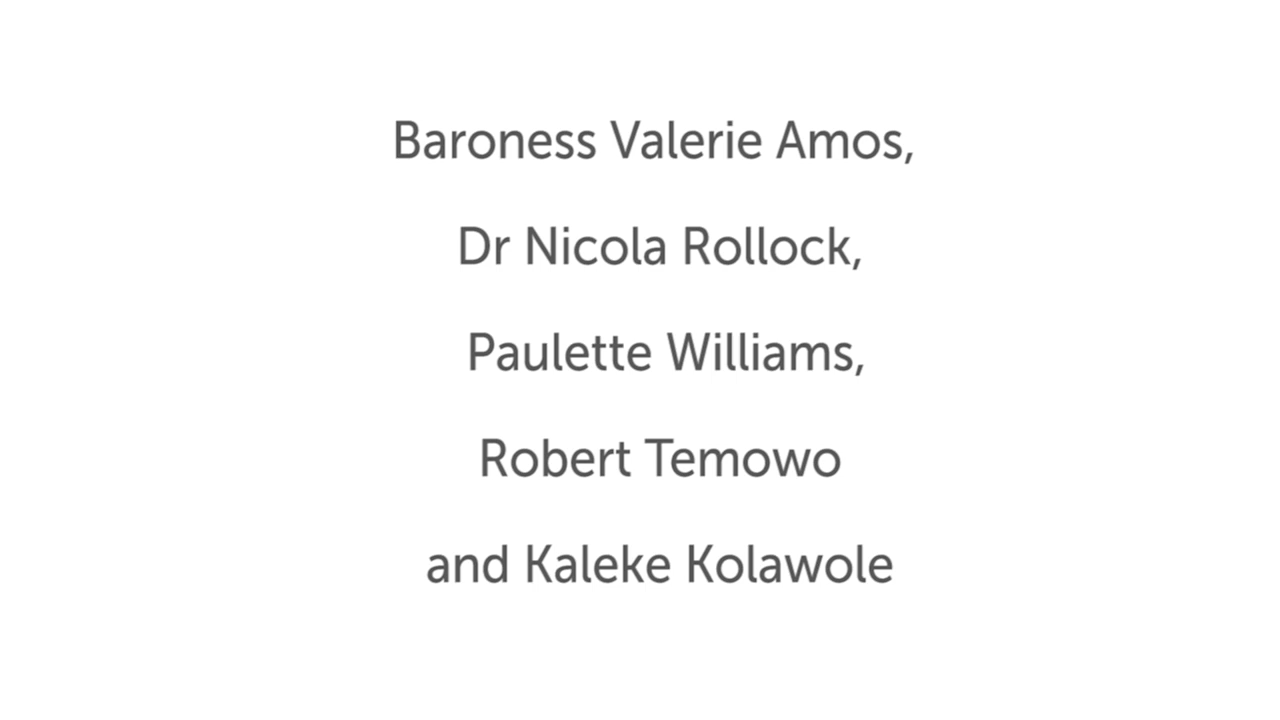 Baroness Valerie Amos,
Dr Nicola Rollock,
Paulette Williams,
Robert Temowo
and Kaleke Kolawole